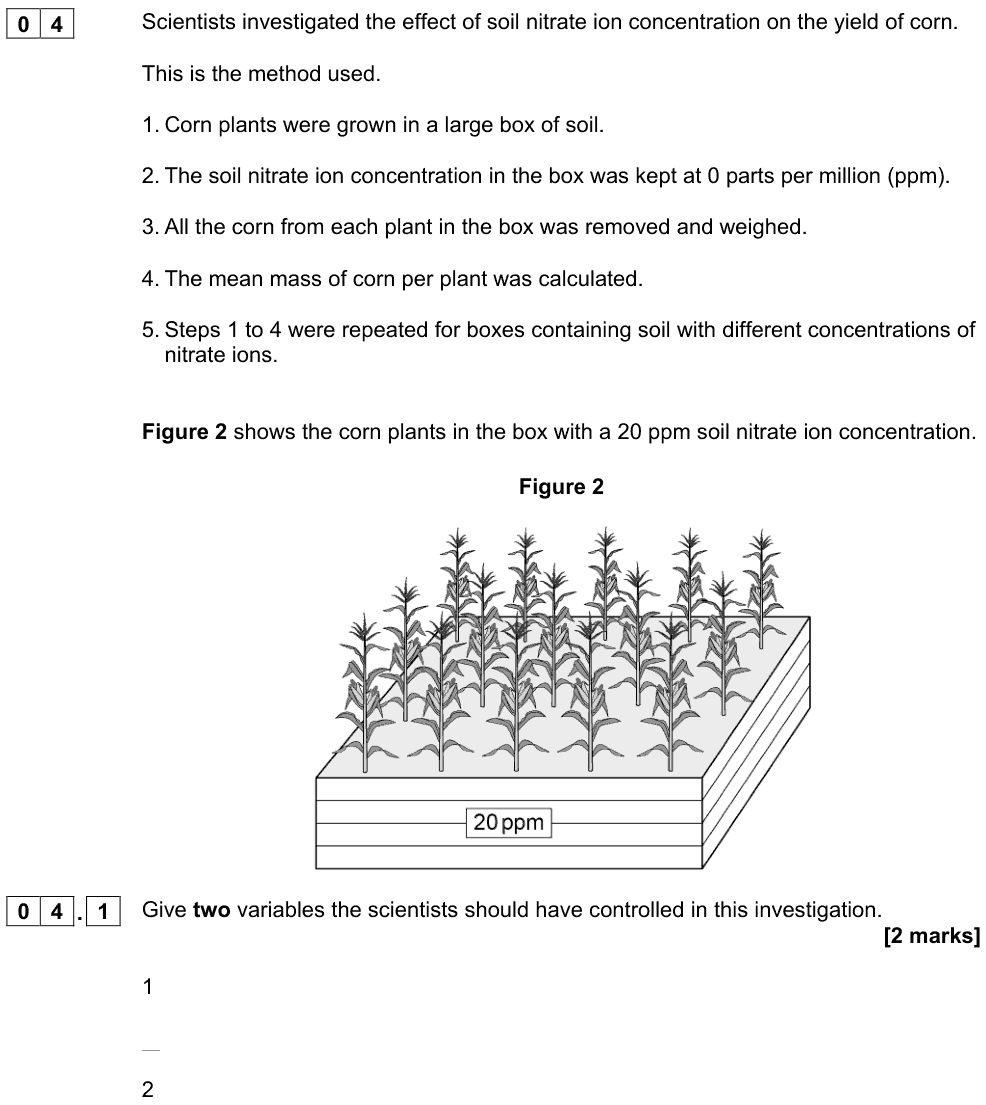 0 4 Scientists investigated the effect of soil nitrate ion concentration on the yield of corn.
This is the method used.
1. Corn plants were grown in a large box of soil.
2. The soil nitrate ion concentration in the box was kept at 0 parts per million (ppm).
3. All the corn from each plant in the box was removed and weighed.
4. The mean mass of corn per plant was calculated.
5. Steps 1 to 4 were repeated for boxes containing soil with different concentrations of
nitrate ions.
Figure 2 shows the corn plants in the box with a 20 ppm soil nitrate ion concentration.
Figure 2
20 ppm
0 4 . 1 Give two variables the scientists should have controlled in this investigation.
[2 marks]
1
2